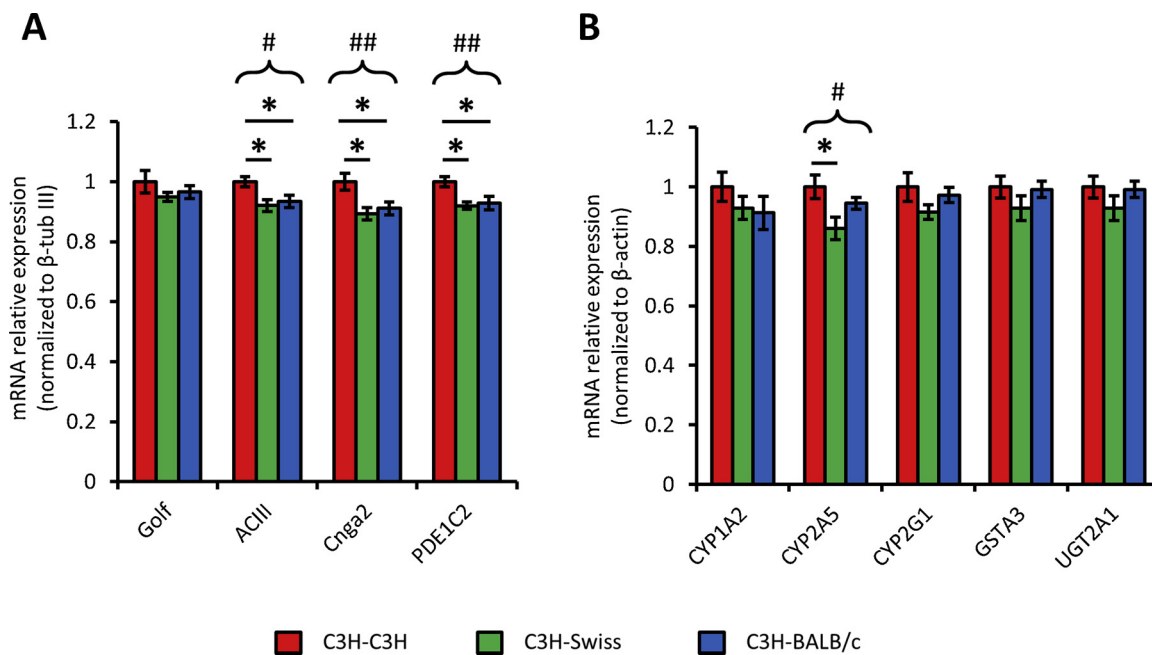 A
B
# ## ##
* * *
* * *
#
*
mRNA relative expression
(normalized to β-tub III)
1.2
1
0.8
0.6
0.4
0.2
0
Golf
ACIII
Cnga2
PDE1C2
mRNA relative expression
(normalized to β-actin)
1.2
1
0.8
0.6
0.4
0.2
0
CYP1A2
CYP2A5
CYP2G1
GSTA3
UGT2A1
C3H-C3H C3H-Swiss C3H-BALB/c